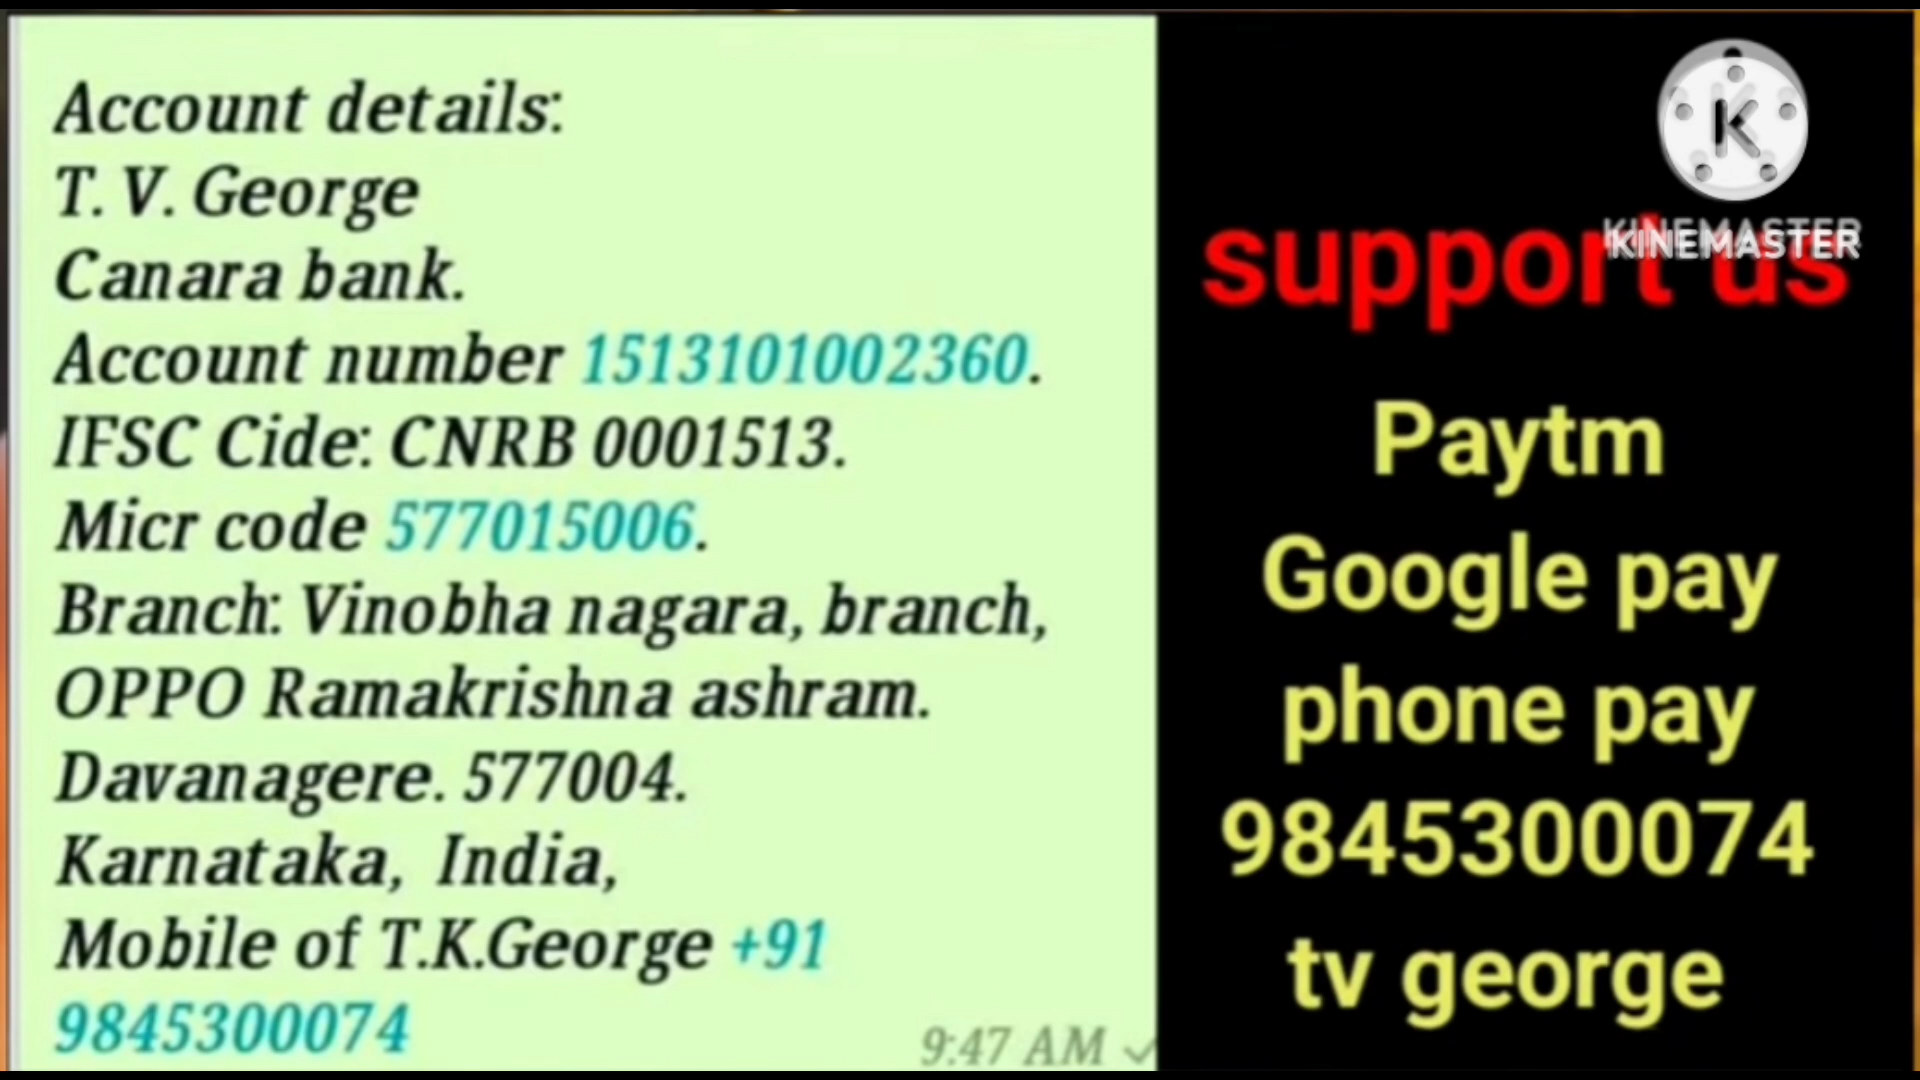 Account details:
T. V. George
Canara bank.
Account number 1513101002360.
IFSC Cide: CNRB 0001513.
Micr code 577015006.
Branch: Vinobha nagara, branch,
OPPO Ramakrishna ashram.
Davanagere. 577004.
Karnataka, India,
Mobile of T.K.George +91
9845300074
9:47 AM
K
KINEMASTER
support us
Paytm
Google pay
phone pay
9845300074
tv george